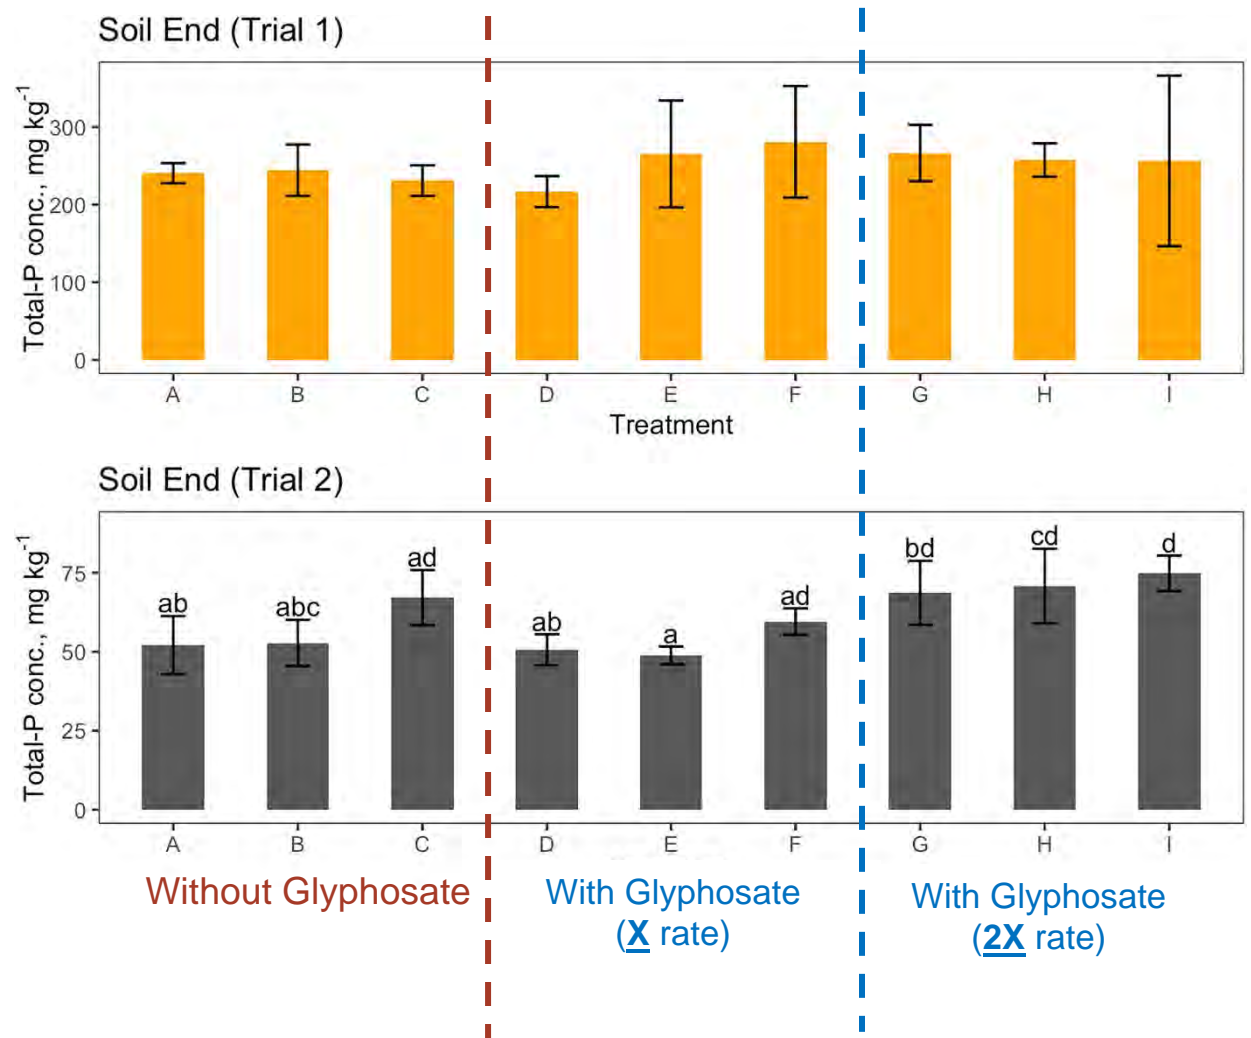 Soil End (Trial 1)
Total-P conc., mg kg⁻¹
300
200
100
0
A B C D E F G H I
Treatment
Soil End (Trial 2)
Total-P conc., mg kg⁻¹
75
50
25
0
ab abc ad ab a ad bd cd d
A B C D E F G H I
Without Glyphosate
With Glyphosate
(X rate)
With Glyphosate
(2X rate)